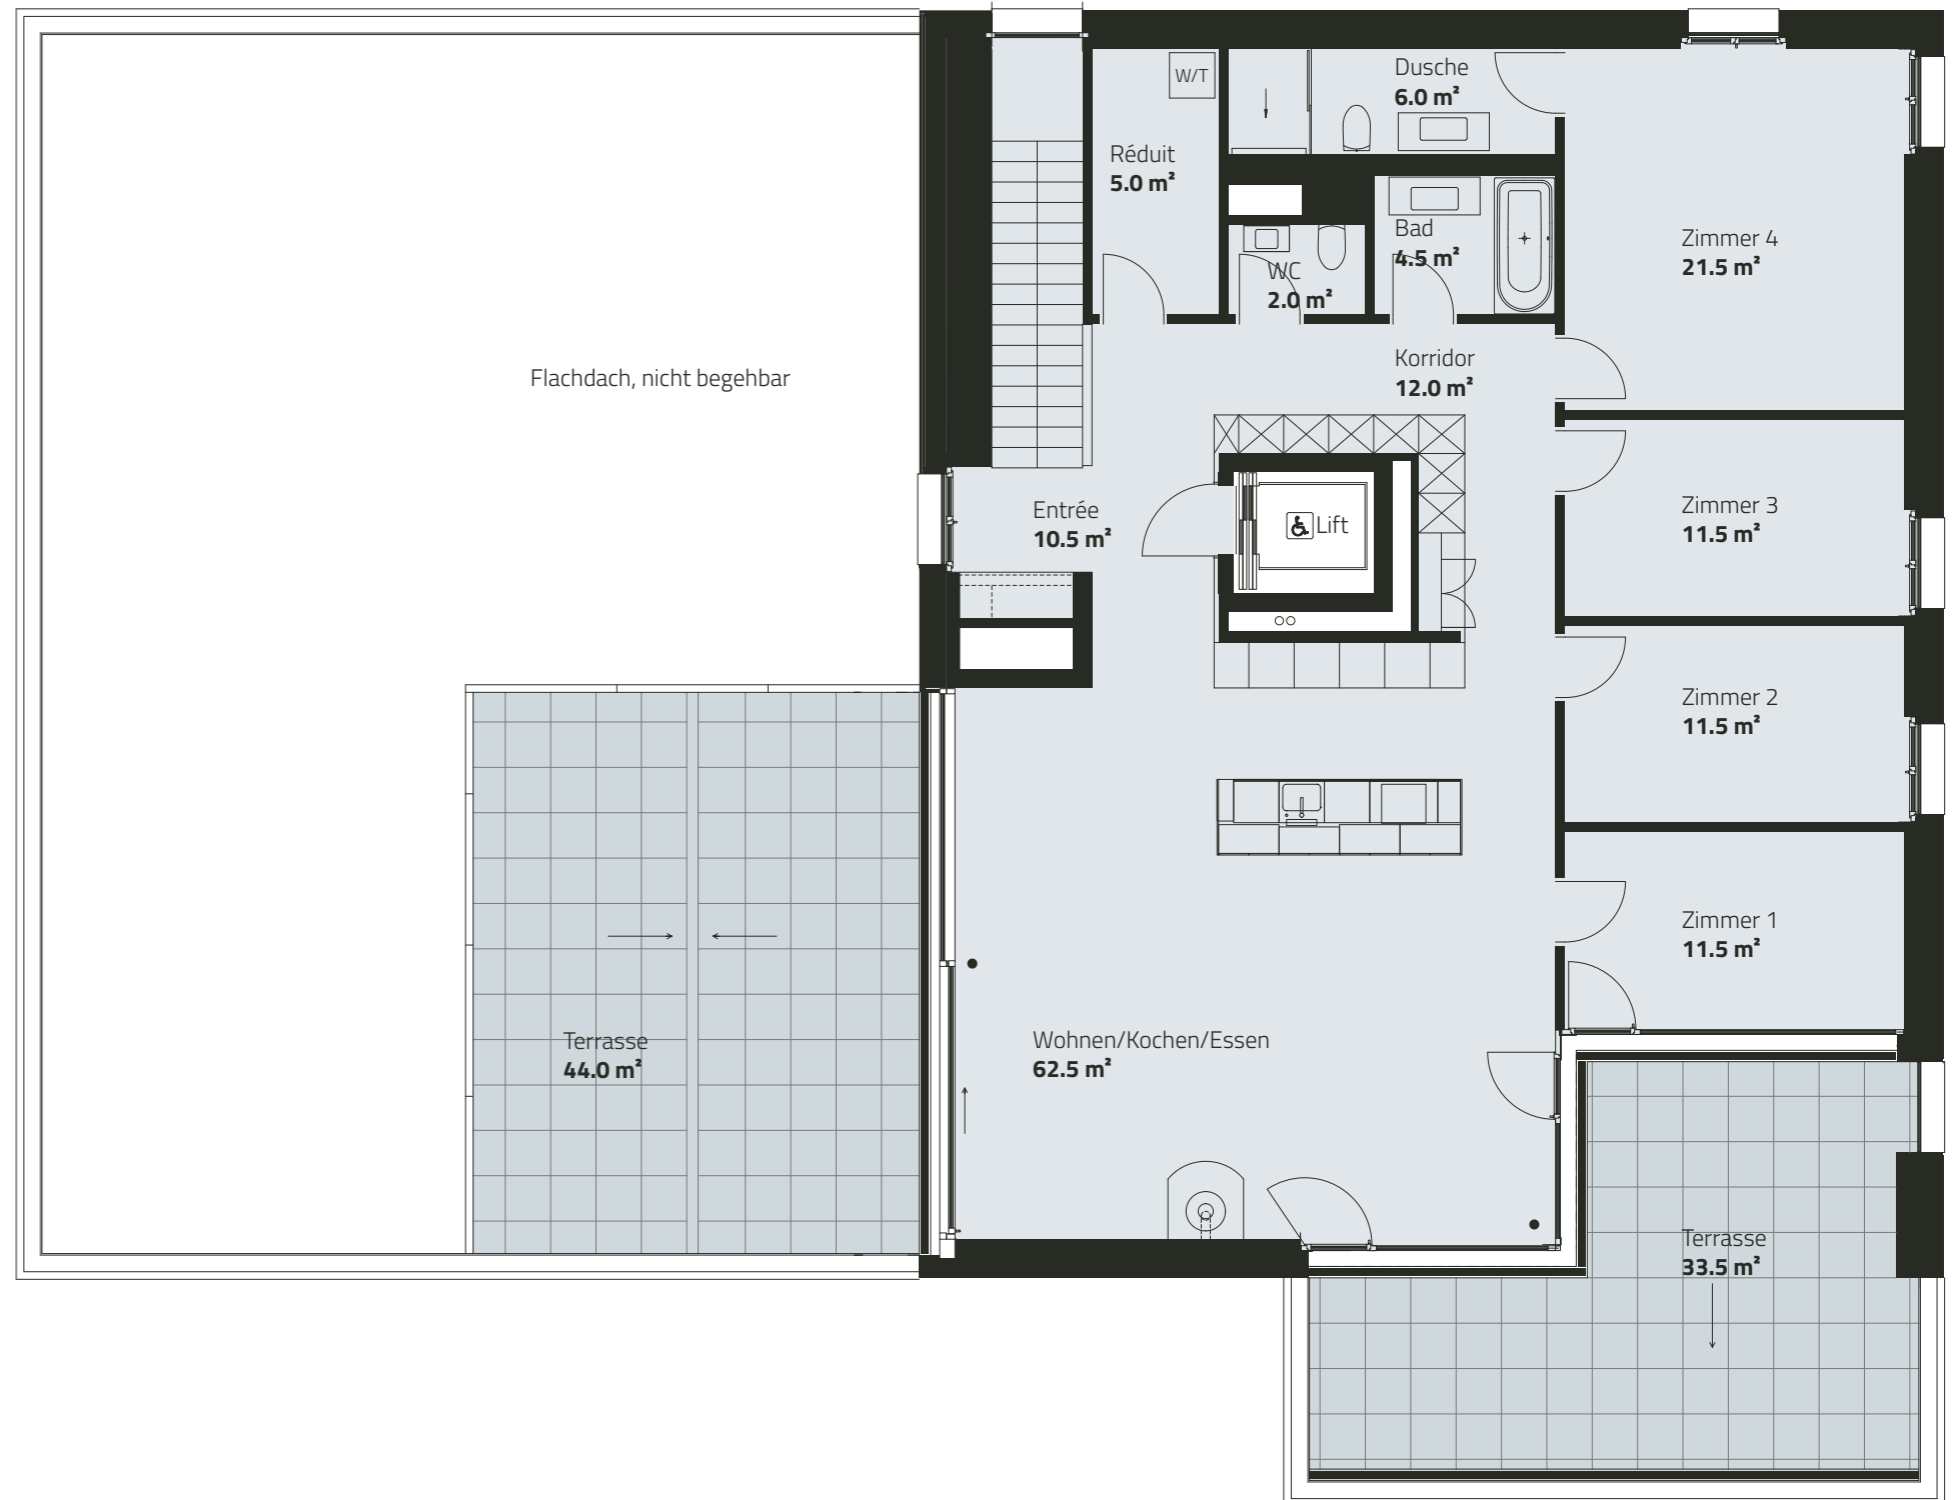 W/T
Dusche
6.0 m²
Réduit
5.0 m²
Bad
4.5 m²
WC
2.0 m²
Zimmer 4
21.5 m²
Korridor
12.0 m²
Flachdach, nicht begehbar
Entrée
10.5 m²
Lift
Zimmer 3
11.5 m²
Zimmer 2
11.5 m²
Zimmer 1
11.5 m²
Terrasse
44.0 m²
Wohnen/Kochen/Essen
62.5 m²
Terrasse
33.5 m²